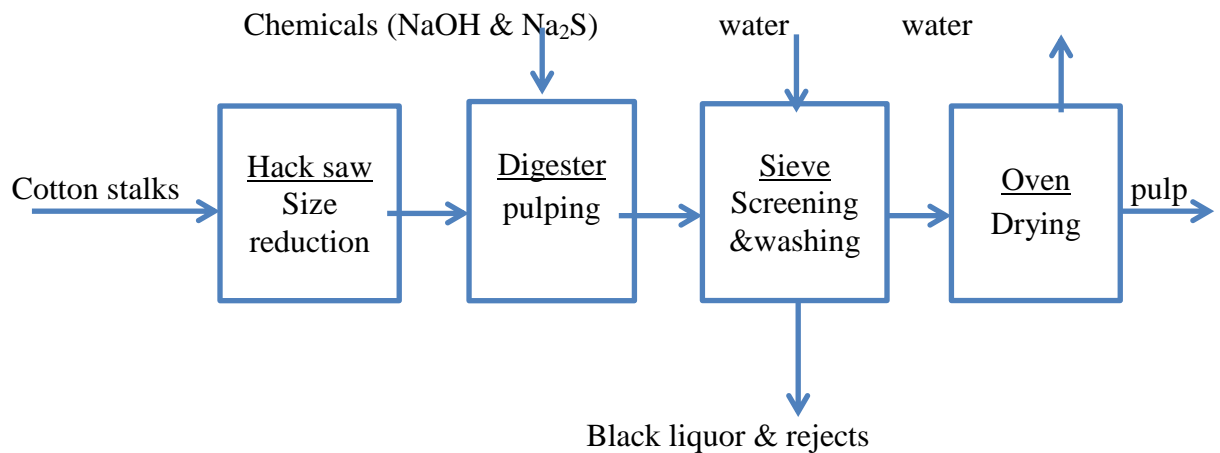 Chemicals (NaOH & Na₂S)
water
water
Cotton stalks
Hack saw
Size
reduction
Digester
pulping
Sieve
Screening
&washing
Oven
Drying
pulp
Black liquor & rejects